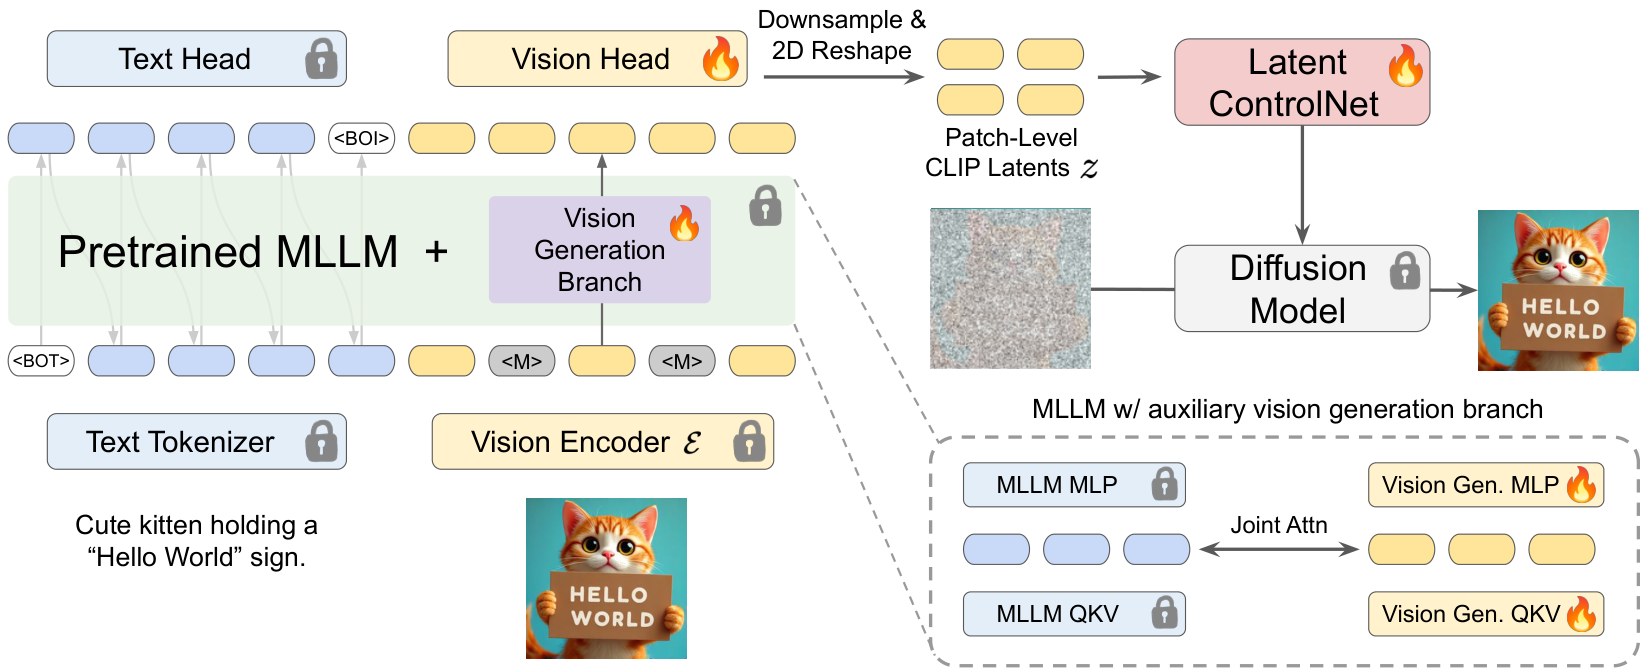 Text Head
Vision Head
Downsample &
2D Reshape
Latent
ControlNet
<BOI>
Patch-Level
CLIP Latents z
Pretrained MLLM +
Vision
Generation
Branch
Diffusion
Model
HELLO
WORLD
<BOT>
<M>
<M>
Text Tokenizer
Vision Encoder ℰ
Cute kitten holding a
“Hello World” sign.
HELLO
WORLD
MLLM w/ auxiliary vision generation branch
MLLM MLP
Vision Gen. MLP
Joint Attn
MLLM QKV
Vision Gen. QKV